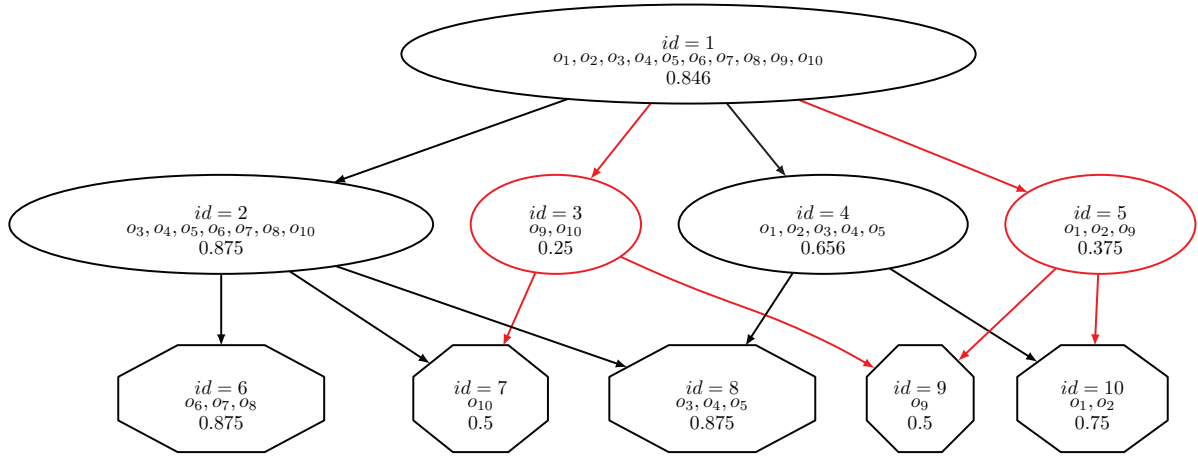 id = 1
o₁, o₂, o₃, o₄, o₅, o₆, o₇, o₈, o₉, o₁₀
0.846
id = 2
o₃, o₄, o₅, o₆, o₇, o₈, o₁₀
0.875
id = 3
o₉, o₁₀
0.25
id = 4
o₁, o₂, o₃, o₄, o₅
0.656
id = 5
o₁, o₂, o₉
0.375
id = 6
o₆, o₇, o₈
0.875
id = 7
o₁₀
0.5
id = 8
o₃, o₄, o₅
0.875
id = 9
o₉
0.5
id = 10
o₁, o₂
0.75